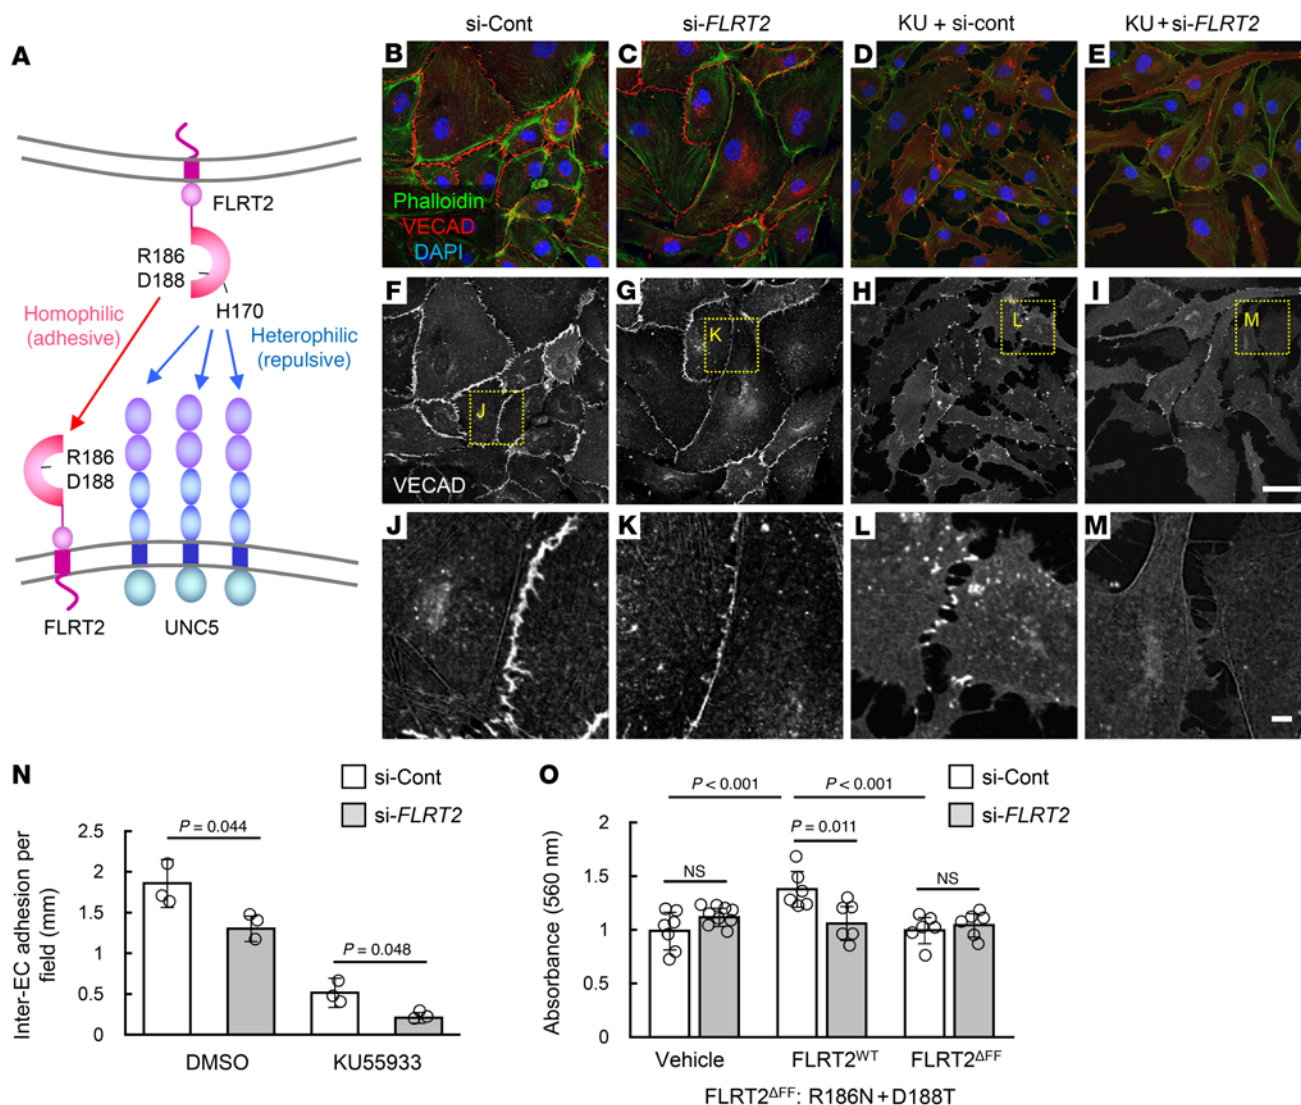 si-Cont
si-FLRT2
KU + si-cont
KU + si-FLRT2
A
B
C
D
E
Phalloidin
VECAD
DAPI
FLRT2
R186
D188
H170
Homophilic
(adhesive)
Heterophilic
(repulsive)
R186
D188
FLRT2
UNC5
F
G
H
I
J
K
L
M
VECAD
J
K
L
M
N
si-Cont
si-FLRT2
Inter-EC adhesion per
field (mm)
2.5
2
1.5
1
0.5
0
P = 0.044
P = 0.048
DMSO
KU55933
O
si-Cont
si-FLRT2
Absorbance (560 nm)
2
1.5
1
0.5
0
P < 0.001
P < 0.001
NS
P = 0.011
NS
Vehicle
FLRT2WT
FLRT2ΔFF
FLRT2ΔFF: R186N + D188T